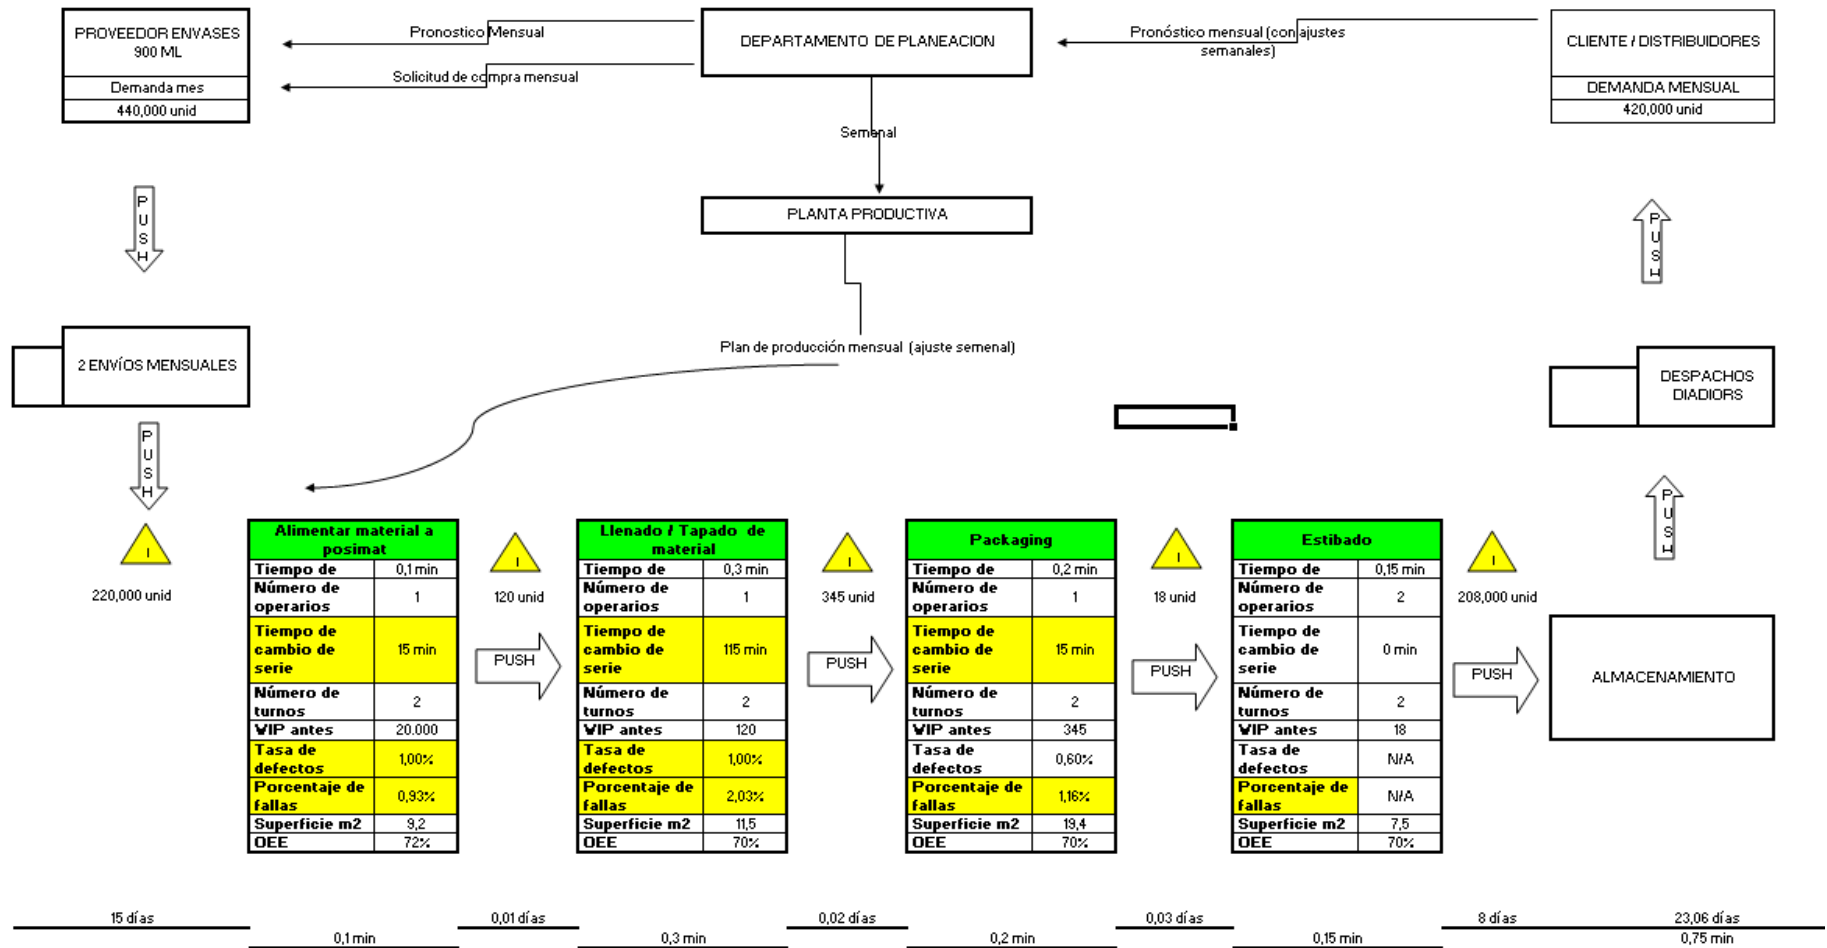 PROVEEDOR ENVASES
900 ML
Demanda mes
440,000 unid
Pronostico Mensual
Solicitud de compra mensual
DEPARTAMENTO DE PLANEACION
Pronóstico mensual (con ajustes
semanales)
CLIENTE / DISTRIBUIDORES
DEMANDA MENSUAL
420,000 unid
Semanal
PUSH
PLANTA PRODUCTIVA
PUSH
2 ENVÍOS MENSUALES
Plan de producción mensual (ajuste semenal)
DESPACHOS
DIADIORS
PUSH
PUSH
I
220,000 unid
Alimentar material a
posimat
Tiempo de 0,1 min
Número de
operarios 1
Tiempo de
cambio de
serie 15 min
Número de
turnos 2
WIP antes 20.000
Tasa de
defectos 1,00%
Porcentaje de
fallas 0,93%
Superficie m2 9,2
OEE 72%
I
120 unid
PUSH
Llenado / Tapado de
material
Tiempo de 0,3 min
Número de
operarios 1
Tiempo de
cambio de
serie 115 min
Número de
turnos 2
WIP antes 120
Tasa de
defectos 1,00%
Porcentaje de
fallas 2,03%
Superficie m2 11,5
OEE 70%
I
345 unid
PUSH
Packaging
Tiempo de 0,2 min
Número de
operarios 1
Tiempo de
cambio de
serie 15 min
Número de
turnos 2
WIP antes 345
Tasa de
defectos 0,60%
Porcentaje de
fallas 1,16%
Superficie m2 19,4
OEE 70%
I
18 unid
PUSH
Estibado
Tiempo de 0,15 min
Número de
operarios 2
Tiempo de
cambio de
serie 0 min
Número de
turnos 2
WIP antes 18
Tasa de
defectos N/A
Porcentaje de
fallas N/A
Superficie m2 7,5
OEE 70%
I
208,000 unid
PUSH
ALMACENAMIENTO
15 días 0,01 días 0,02 días 0,03 días 8 días 23,06 días
0,1 min 0,3 min 0,2 min 0,15 min 0,75 min